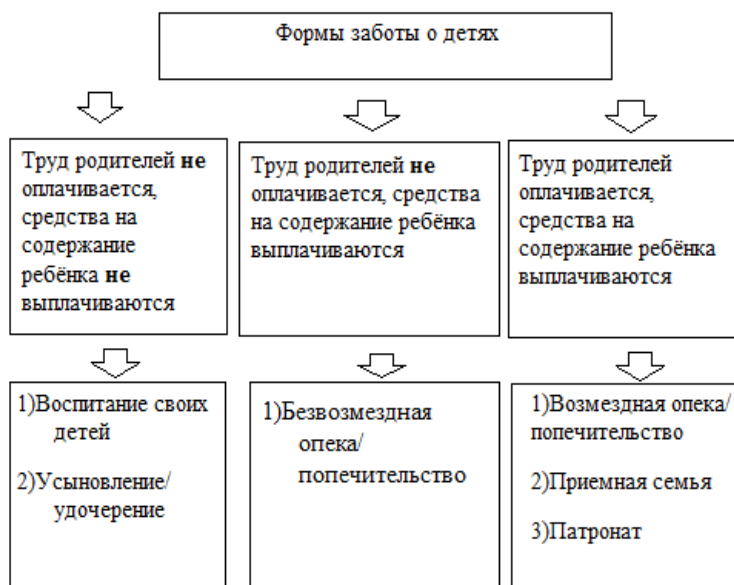 Формы заботы о детях
Труд родителей не
оплачивается,
средства на
содержание
ребёнка не
выплачиваются
Труд родителей не
оплачивается, средства
на содержание ребёнка
выплачиваются
Труд родителей
оплачивается,
средства на
содержание ребёнка
выплачиваются
1)Воспитание своих
детей
2)Усыновление/
удочерение
1)Безвозмездная
опека/
попечительство
1)Возмездная опека/
попечительство
2)Приемная семья
3)Патронат